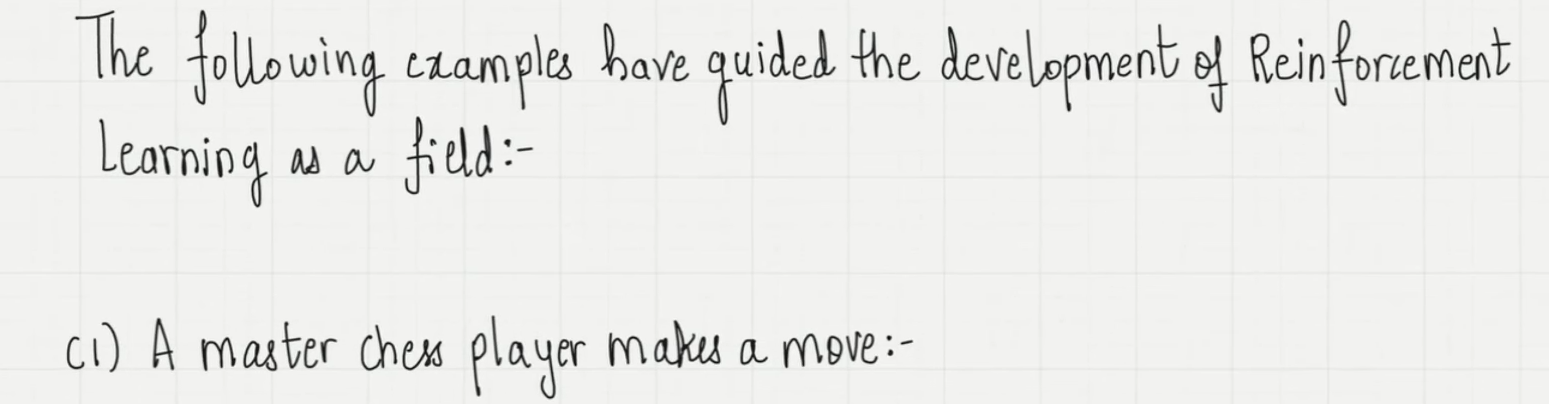 The following examples have guided the development of Reinforcement
Learning as a field:-
(1) A master chess player makes a move:-